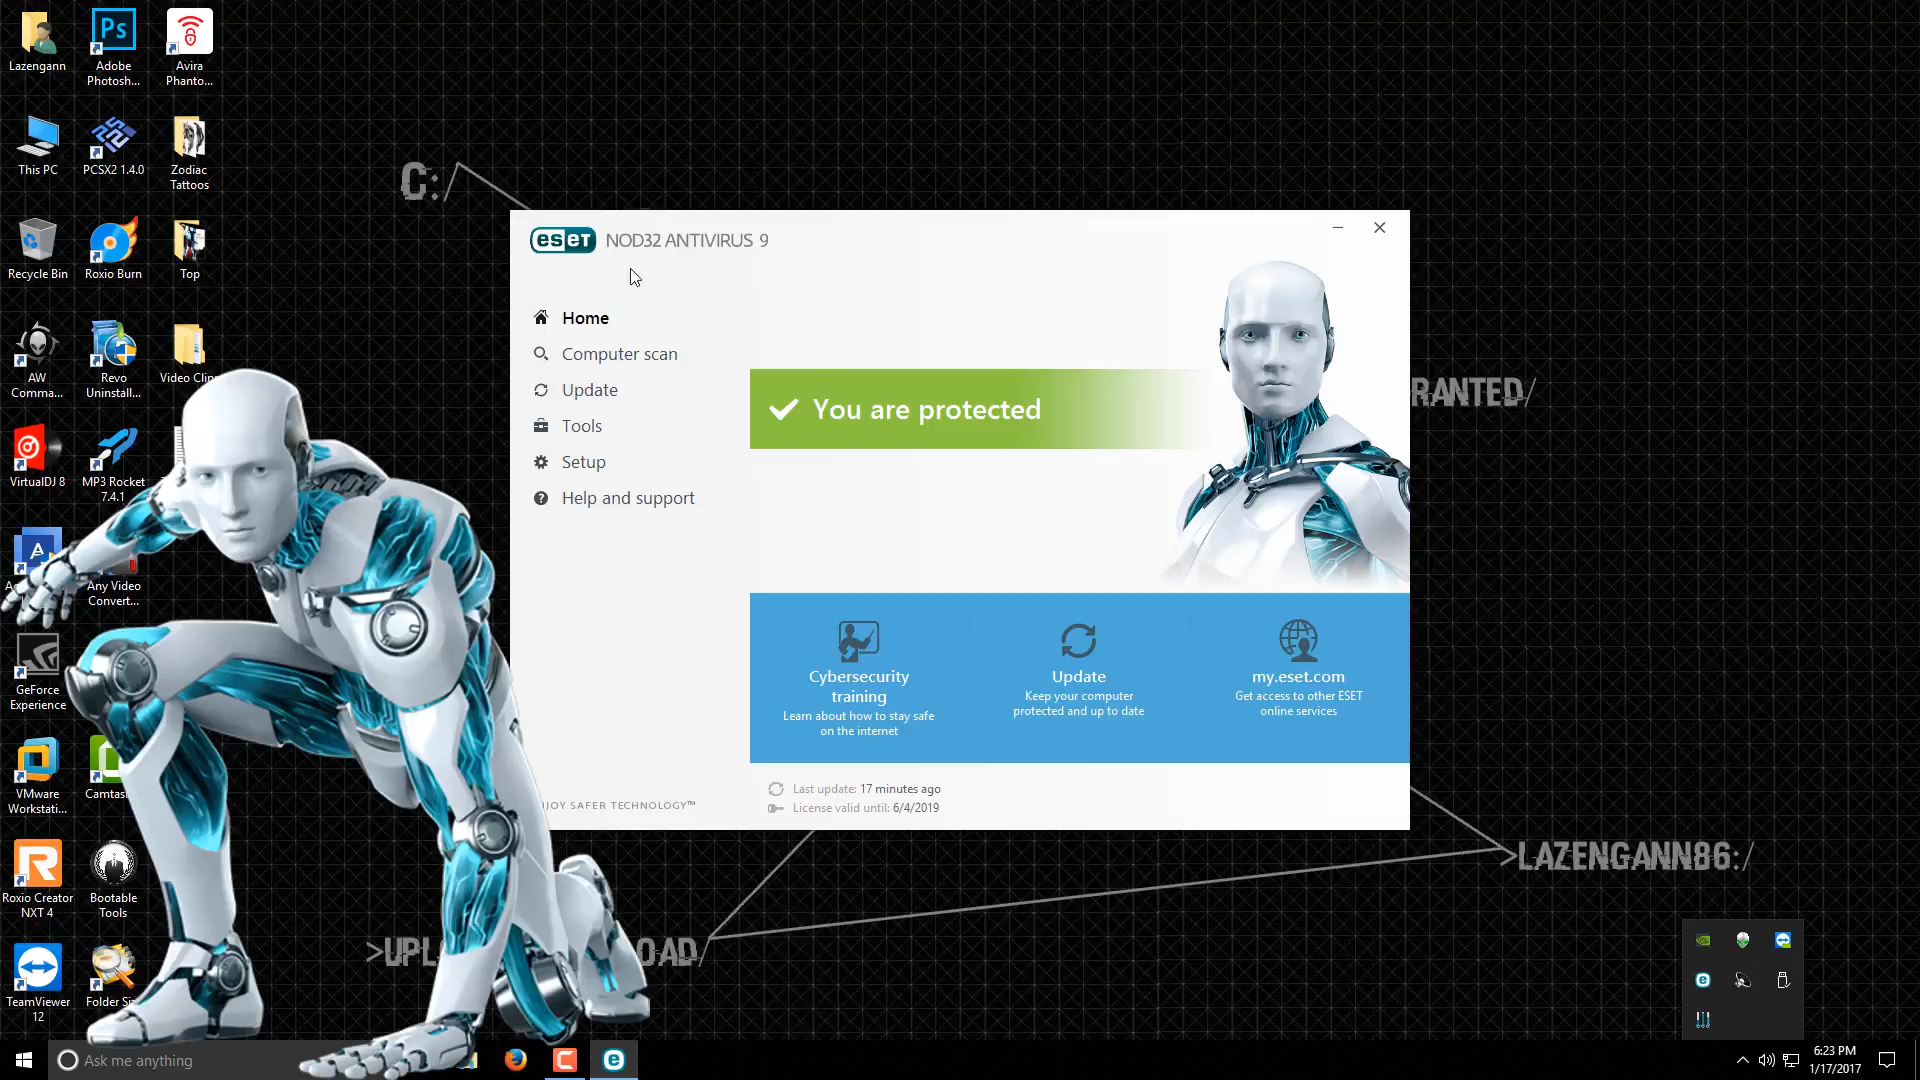 Lazengann
Adobe
Photosh...
Avira
Phanto...
This PC
PCSX2 1.4.0
Zodiac
Tattoos
Recycle Bin
Roxio Burn
Top
AW
Comma...
Revo
Uninstall...
VirtualDJ 8
MP3 Rocket
7.4.1
Any Video
Convert...
GeForce
Experience
VMware
Workstati...
Roxio Creator
NXT 4
Bootable
Tools
TeamViewer
12
C:/
RANTED/
LAZENGANN86:/
eseT NOD32 ANTIVIRUS 9
Home
Computer scan
Update
Tools
Setup
Help and support
You are protected
Cybersecurity
training
Learn about how to stay safe
on the internet
Update
Keep your computer
protected and up to date
my.eset.com
Get access to other ESET
online services
JOY SAFER TECHNOLOGY™
Last update: 17 minutes ago
License valid until: 6/4/2019
Ask me anything
6:23 PM
1/17/2017